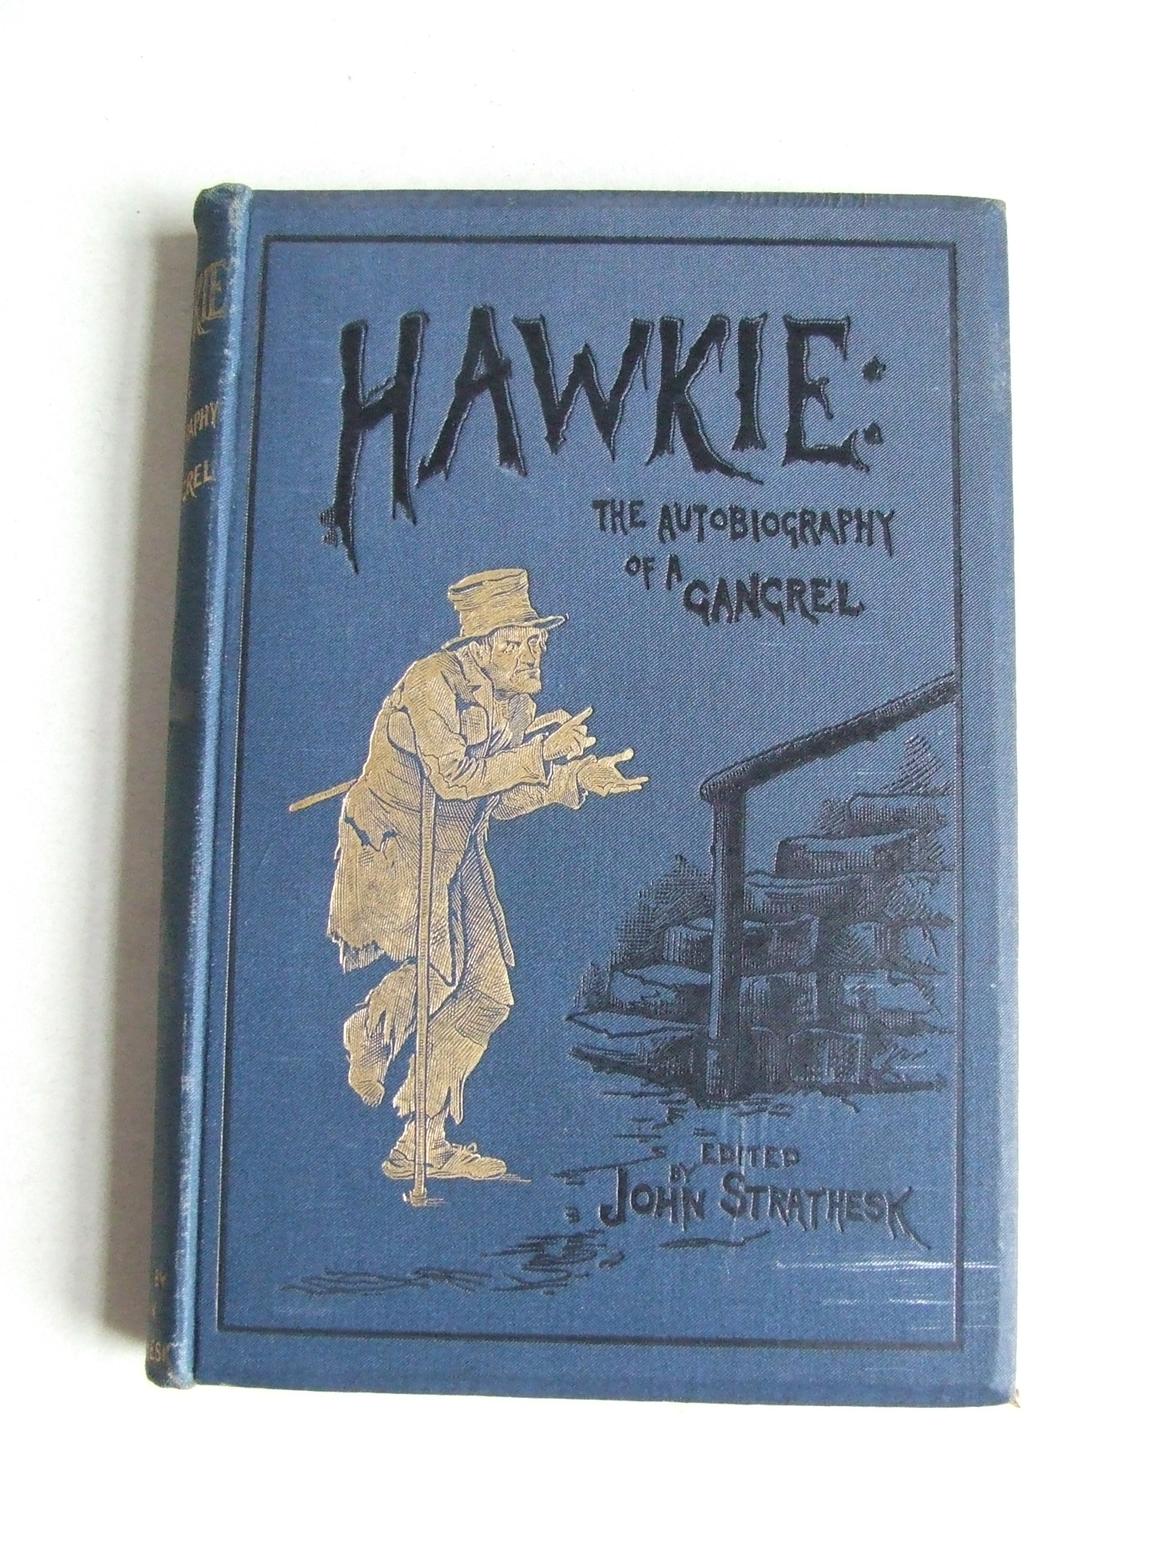 HAWKIE:
THE AUTOBIOGRAPHY
OF A
GANGREL
EDITED
BY
JOHN STRATHESK